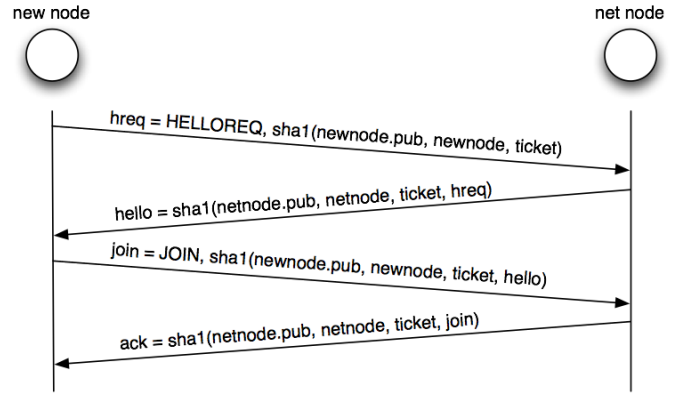 new node
net node
hreq = HELLOREQ, sha1(newnode.pub, newnode, ticket)
hello = sha1(netnode.pub, netnode, ticket, hreq)
join = JOIN, sha1(newnode.pub, newnode, ticket, hello)
ack = sha1(netnode.pub, netnode, ticket, join)